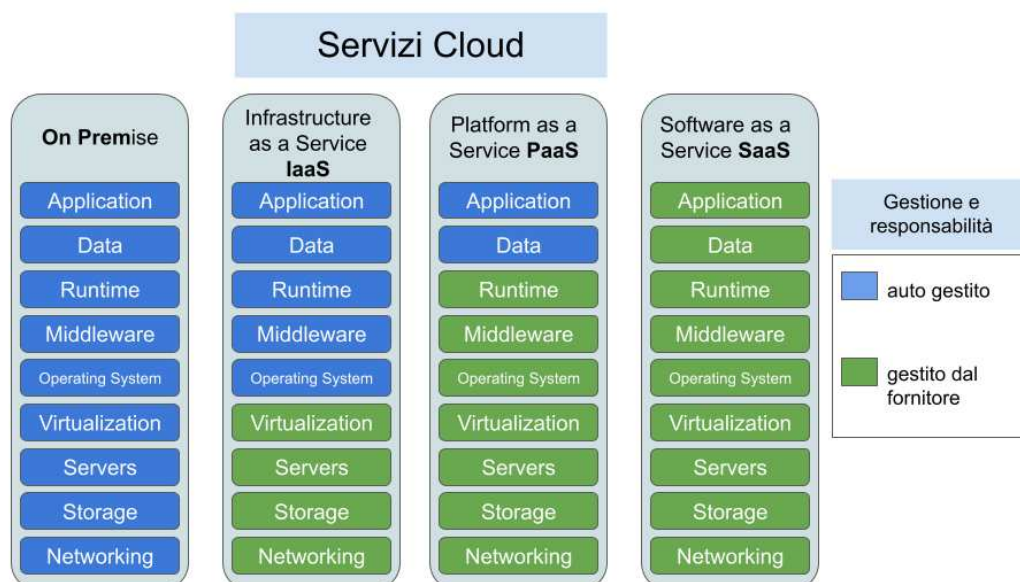 Servizi Cloud
On Premise
Application
Data
Runtime
Middleware
Operating System
Virtualization
Servers
Storage
Networking
Infrastructure
as a Service
IaaS
Application
Data
Runtime
Middleware
Operating System
Virtualization
Servers
Storage
Networking
Platform as a
Service PaaS
Application
Data
Runtime
Middleware
Operating System
Virtualization
Servers
Storage
Networking
Software as a
Service SaaS
Application
Data
Runtime
Middleware
Operating System
Virtualization
Servers
Storage
Networking
Gestione e
responsabilità
auto gestito
gestito dal
fornitore